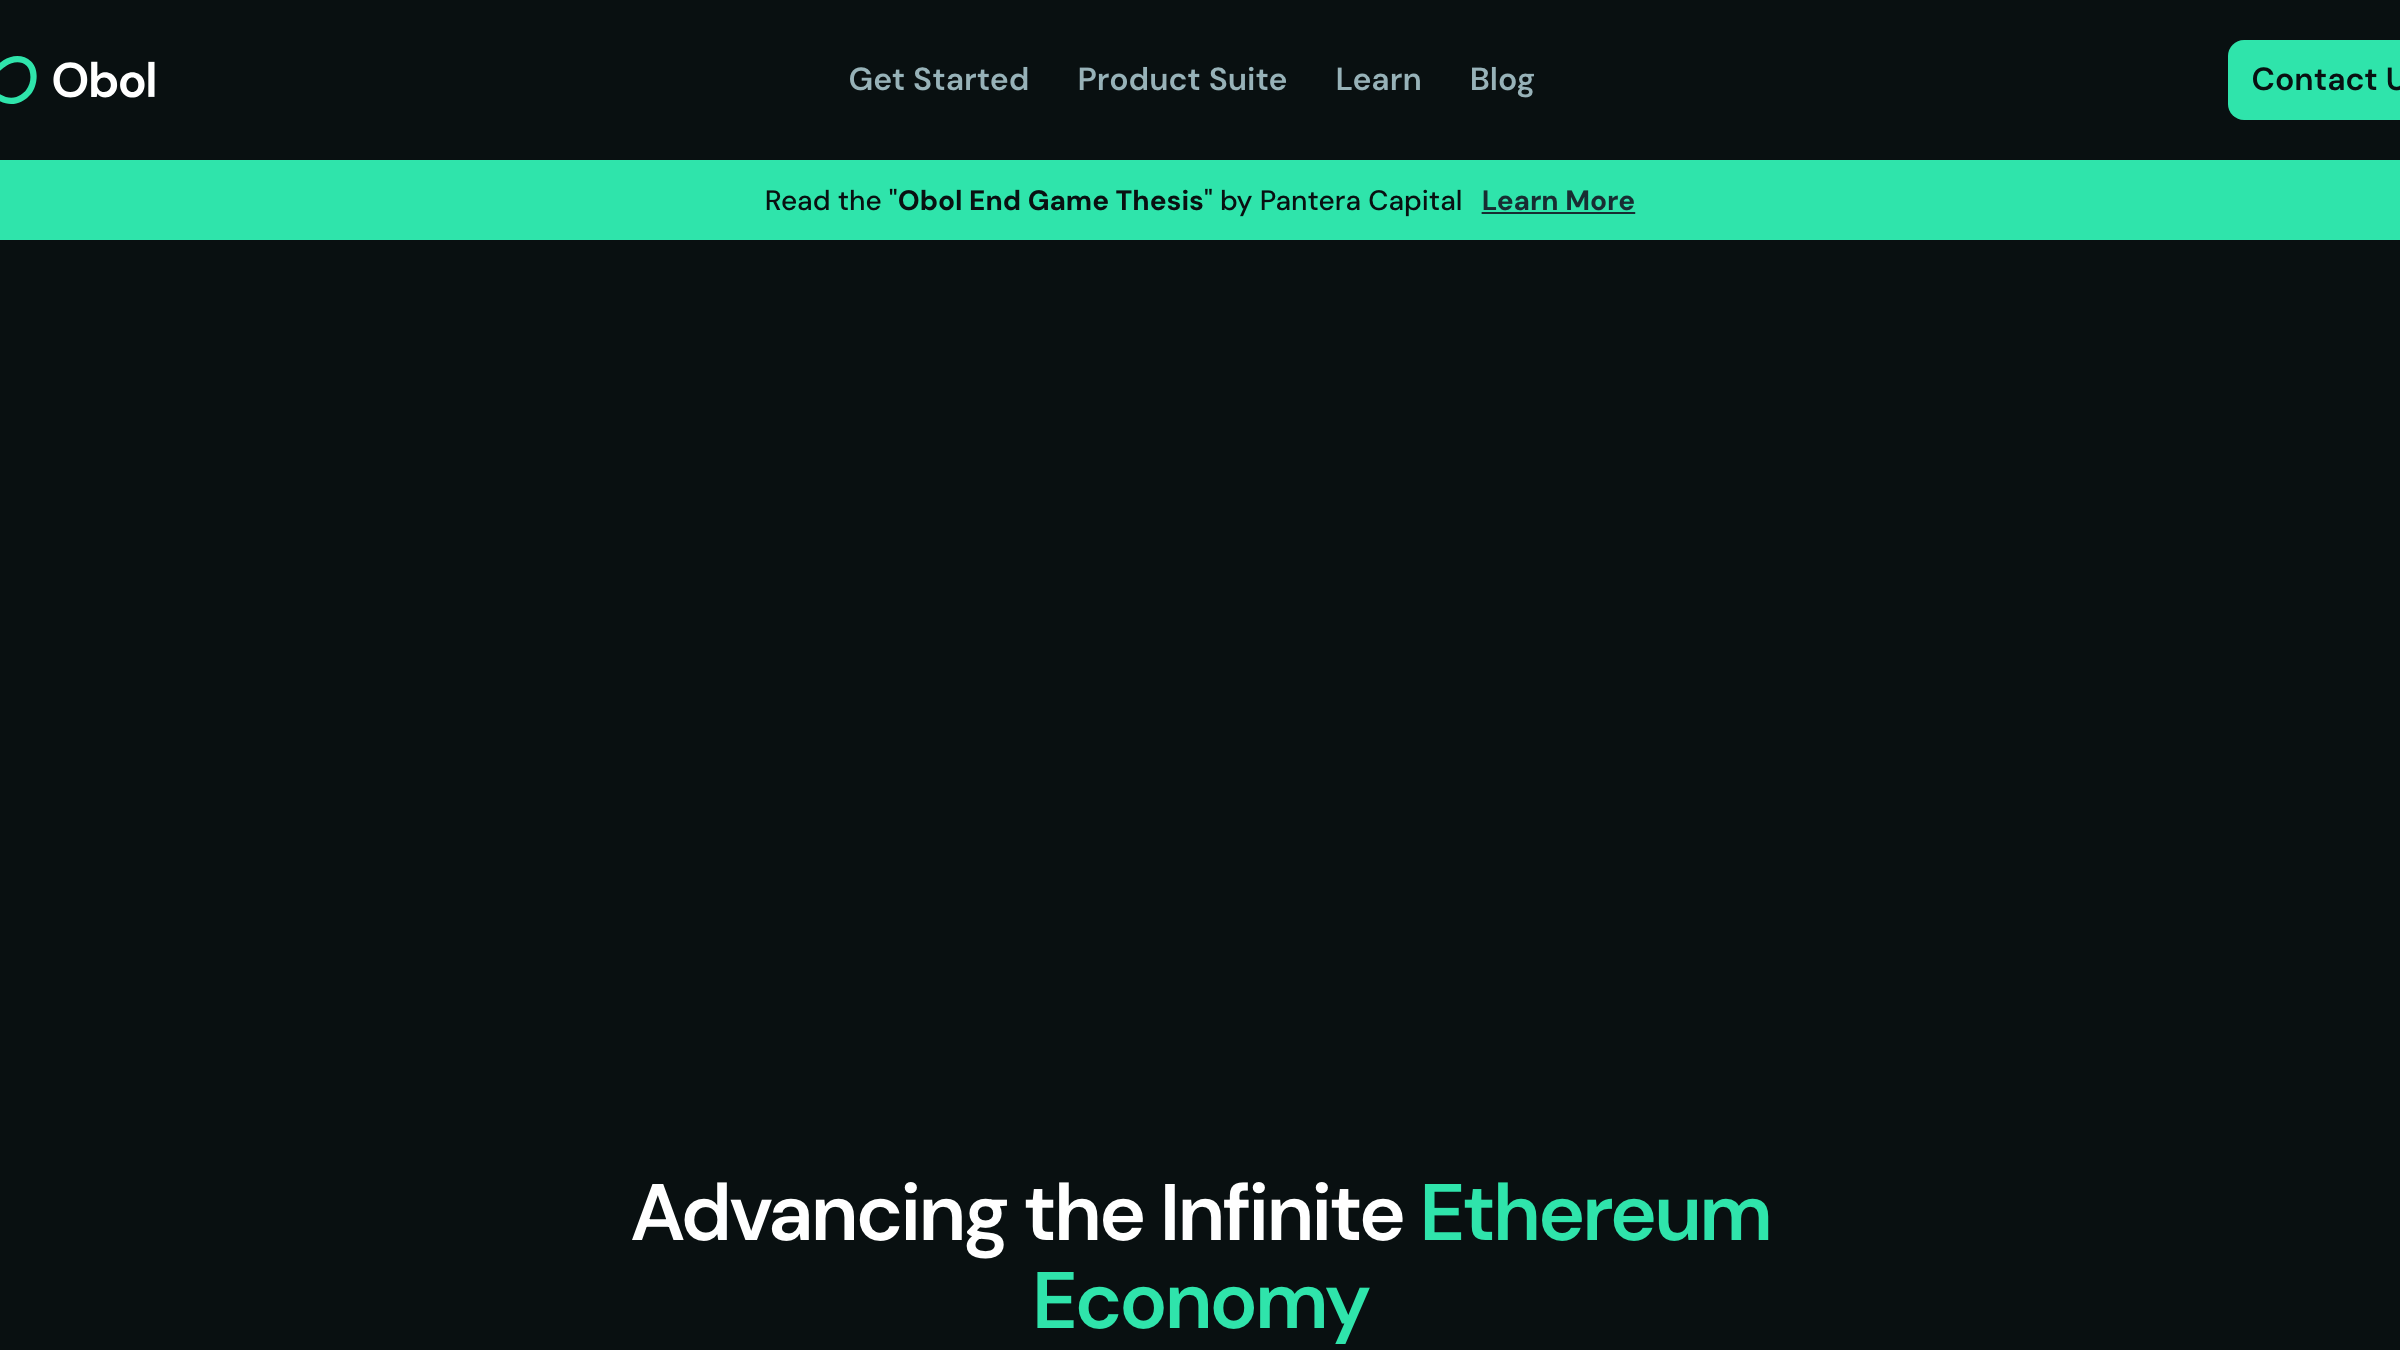 Obol
Get Started
Product Suite
Learn
Blog
Contact U
Read the "Obol End Game Thesis" by Pantera Capital Learn More
Advancing the Infinite Ethereum
Economy